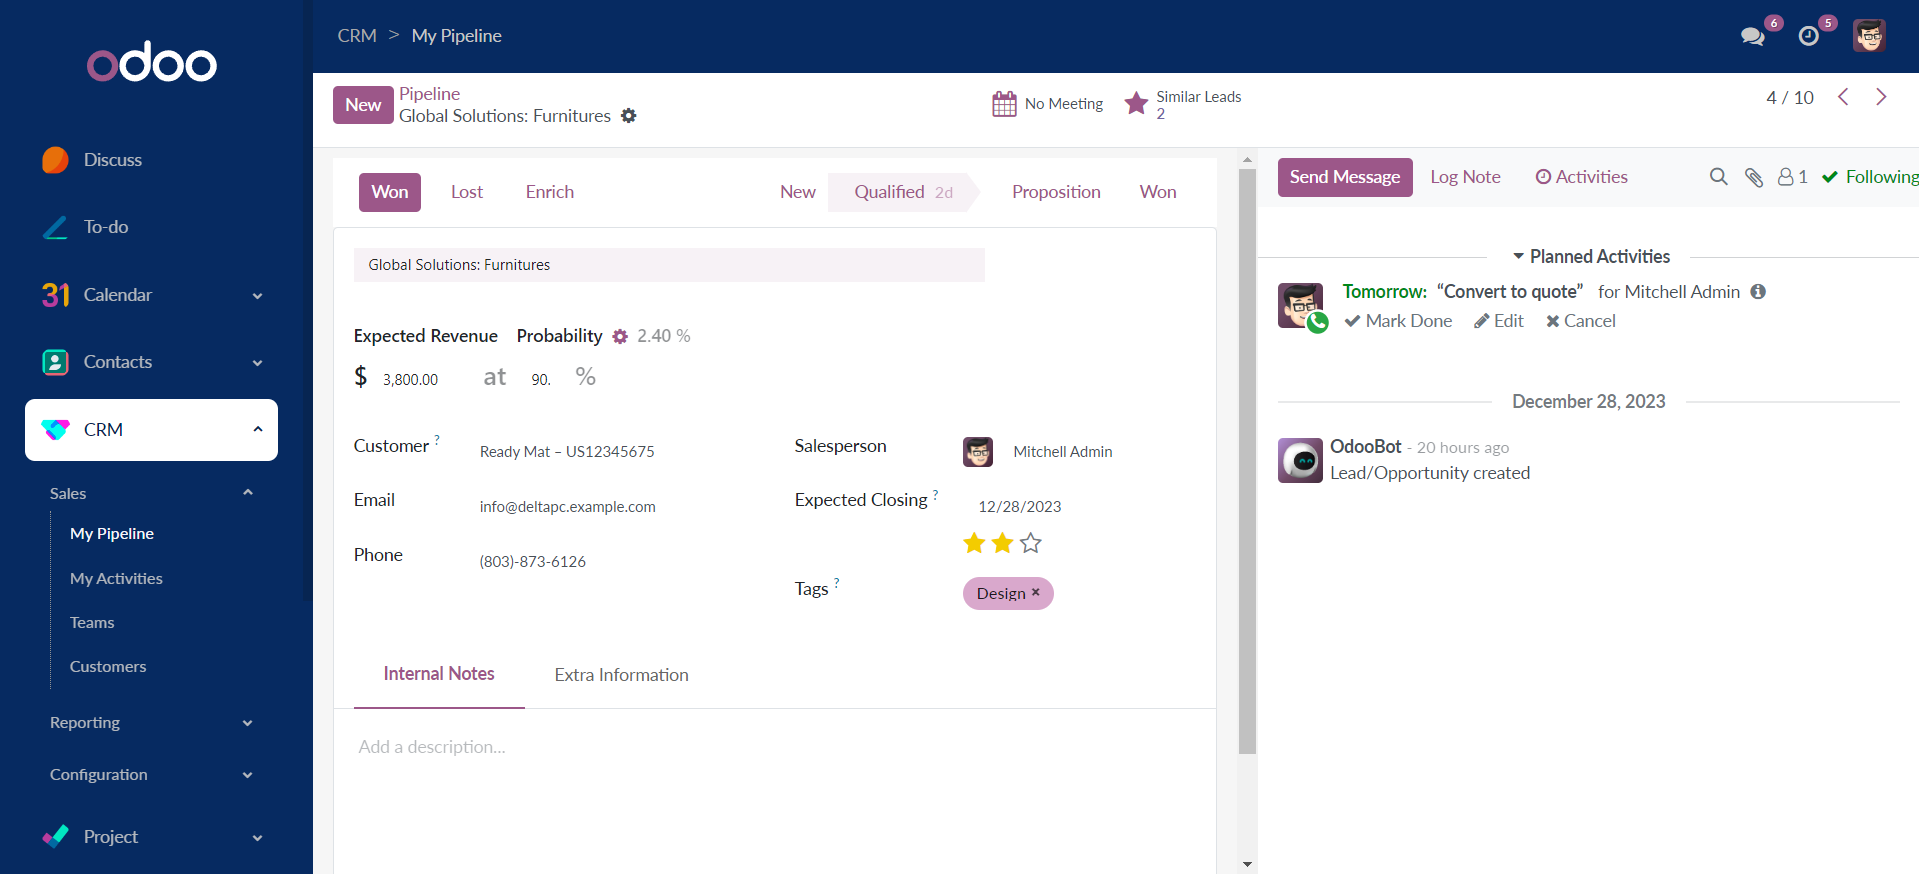 odoo
Discuss
To-do
31 Calendar
Contacts
CRM
Sales
My Pipeline
My Activities
Teams
Customers
Reporting
Configuration
Project
CRM > My Pipeline
6
5
New
Pipeline
Global Solutions: Furnitures
No Meeting
Similar Leads
2
4 / 10
Won Lost Enrich
New Qualified 2d Proposition Won
Global Solutions: Furnitures
Expected Revenue Probability 2.40 %
$ 3,800.00 at 90. %
Customer ? Ready Mat – US12345675
Email info@deltapc.example.com
Phone (803)-873-6126
Salesperson Mitchell Admin
Expected Closing ? 12/28/2023
Tags ? Design ×
Internal Notes Extra Information
Add a description...
Send Message Log Note Activities 1 Following
Planned Activities
Tomorrow: “Convert to quote” for Mitchell Admin
Mark Done Edit Cancel
December 28, 2023
OdooBot - 20 hours ago
Lead/Opportunity created